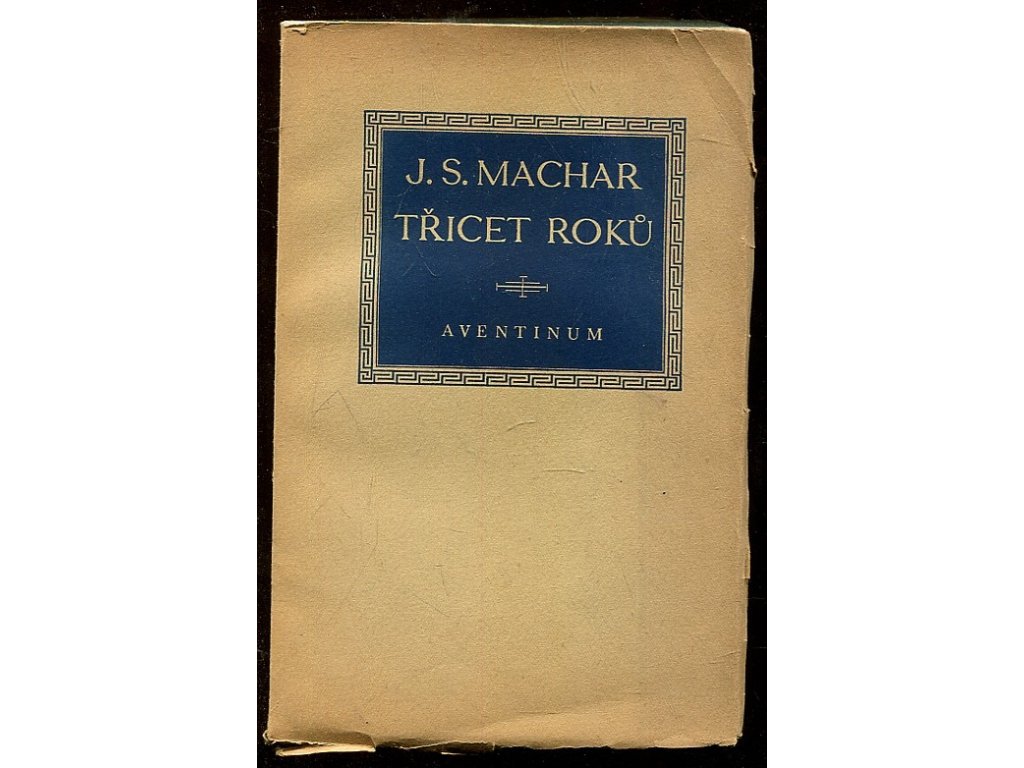 J. S. MACHAR
TŘICET ROKŮ
AVENTINUM